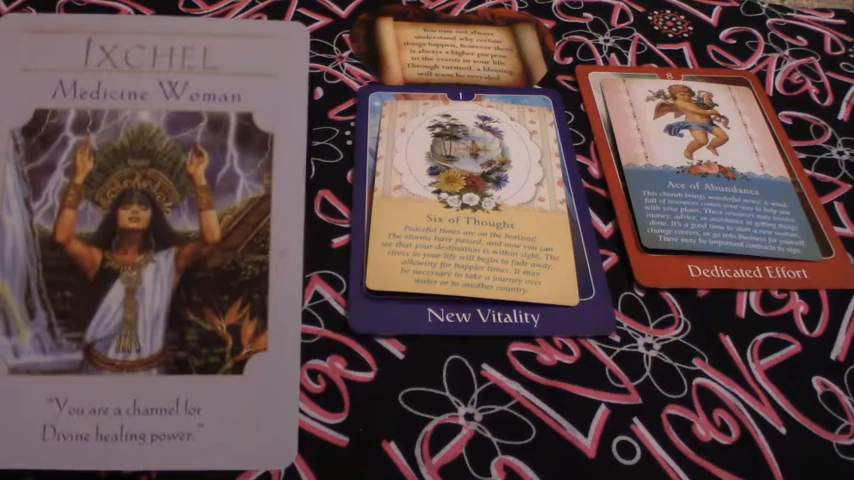 IXCHEL
Medicine Woman
"You are a channel for
Divine healing power."
You may not always
understand why certain
things happen, however there
is always a higher purpose
to the events in your life.
Through turmoil, a blessing
will soon be revealed.
1
Six of Thought
Peaceful times are on the horizon!
The storms have passed, and now you can
see that your destination is within sight. The
stress in your life will begin to fade away,
allowing for happier times. It may
be necessary to take a journey over
water or to another country.
New Vitality
8
Ace of Abundance
This cherub brings wonderful news! A wind-
fall of resources comes your way to help you
with your plans. These resources may involve
money, advice, or assistance in getting things
done. It's a good time to start a new venture,
change careers, or go into business for yourself.
There may be important contracts to sign.
Dedicated Effort
Love